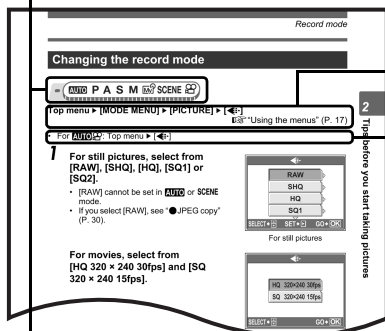 Record mode
Changing the record mode
AUTO P A S M MY SCENE
Top menu ► [MODE MENU] ► [PICTURE] ► [◄⁝-]
"Using the menus" (P. 17)
• For AUTO : Top menu ► [◄⁝-]
2
Tips before you start taking pictures
1 For still pictures, select from
[RAW], [SHQ], [HQ], [SQ1] or
[SQ2].
• [RAW] cannot be set in AUTO or SCENE
mode.
• If you select [RAW], see "●JPEG copy"
(P. 30).
RAW
SHQ
HQ
SQ1
SELECT SET GO OK
For still pictures
For movies, select from
[HQ 320 × 240 30fps] and [SQ
320 × 240 15fps].
HQ 320×240 30fps
SQ 320×240 15fps
SELECT GO OK